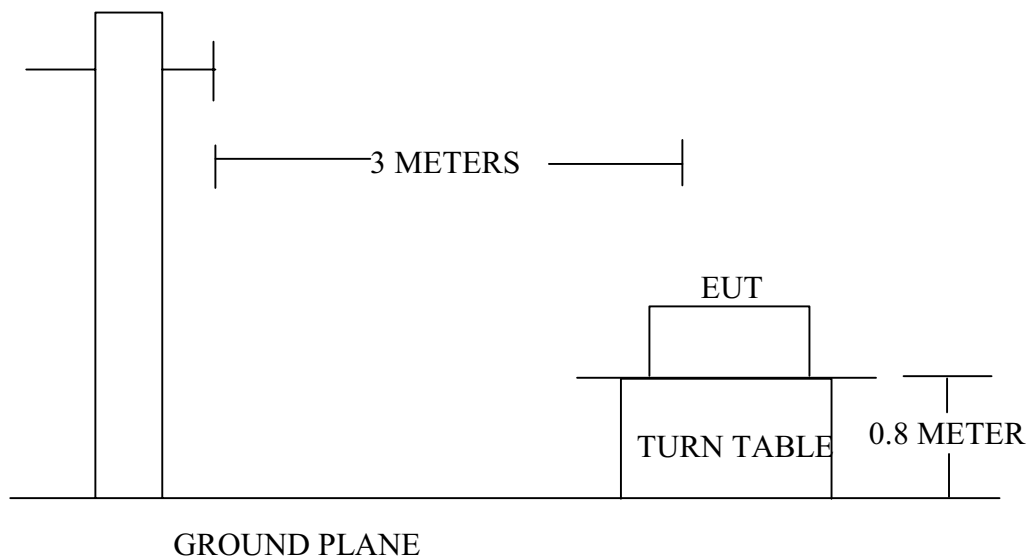 3 METERS
EUT
TURN TABLE
0.8 METER
GROUND PLANE